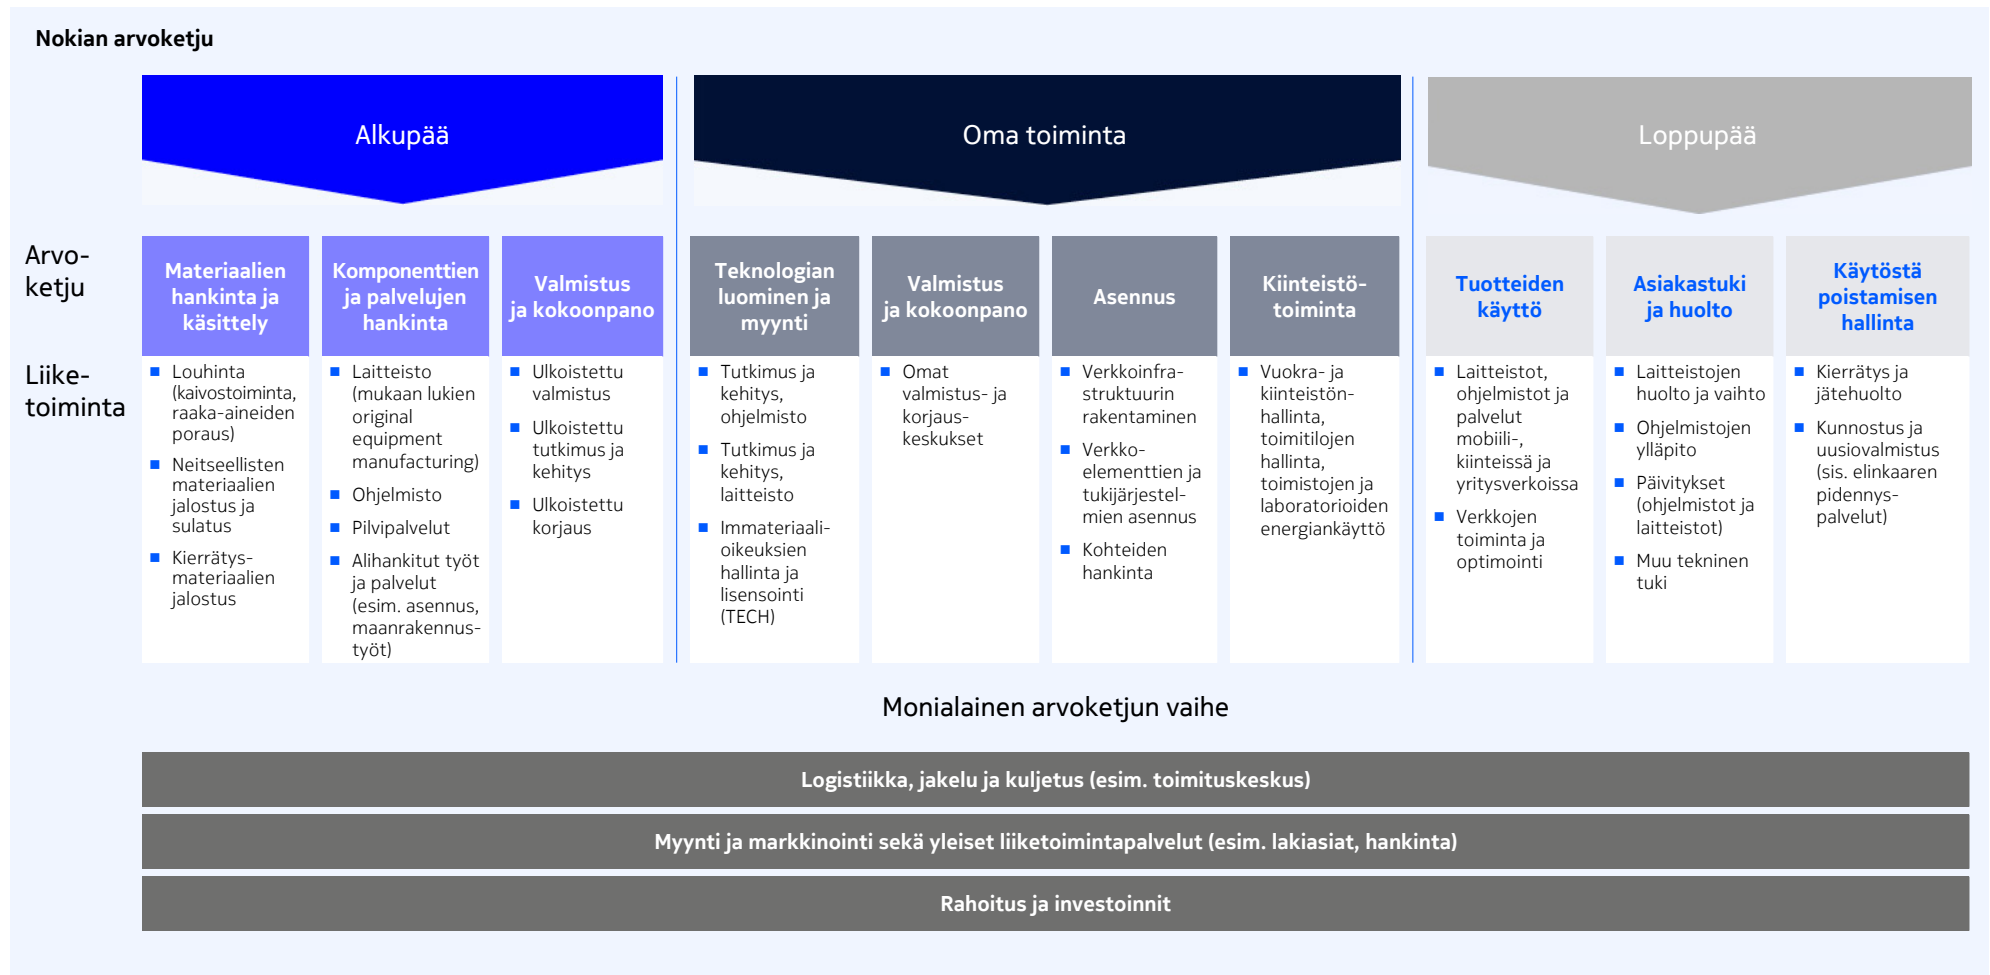 Nokian arvoketju
Alkupää
Oma toiminta
Loppupää
Arvo-
ketju
Materiaalien
hankinta ja
käsittely
Komponenttien
ja palvelujen
hankinta
Valmistus
ja kokoonpano
Teknologian
luominen ja
myynti
Valmistus
ja kokoonpano
Asennus
Kiinteistö-
toiminta
Tuotteiden
käyttö
Asiakastuki
ja huolto
Käytöstä
poistamisen
hallinta
Liike-
toiminta
Louhinta
(kaivostoiminta,
raaka-aineiden
poraus)
Neitseellisten
materiaalien
jalostus ja
sulatus
Kierrätys-
materiaalien
jalostus
Laitteisto
(mukaan lukien
original
equipment
manufacturing)
Ohjelmisto
Pilvipalvelut
Alihankitut työt
ja palvelut
(esim. asennus,
maanrakennus-
työt)
Ulkoistettu
valmistus
Ulkoistettu
tutkimus ja
kehitys
Ulkoistettu
korjaus
Tutkimus ja
kehitys,
ohjelmisto
Tutkimus ja
kehitys,
laitteisto
Immateriaali-
oikeuksien
hallinta ja
lisensointi
(TECH)
Omat
valmistus- ja
korjaus-
keskukset
Verkkoinfra-
struktuurin
rakentaminen
Verkko-
elementtien ja
tukijärjestel-
mien asennus
Kohteiden
hankinta
Vuokra- ja
kiinteistön-
hallinta,
toimitilojen
hallinta,
toimistojen ja
laboratorioiden
energiankäyttö
Laitteistot,
ohjelmistot ja
palvelut
mobiili-,
kiinteissä ja
yritysverkoissa
Verkkojen
toiminta ja
optimointi
Laitteistojen
huolto ja vaihto
Ohjelmistojen
ylläpito
Päivitykset
(ohjelmistot ja
laitteistot)
Muu tekninen
tuki
Kierrätys ja
jätehuolto
Kunnostus ja
uusiovalmistus
(sis. elinkaaren
pidennys-
palvelut)
Monialainen arvoketjun vaihe
Logistiikka, jakelu ja kuljetus (esim. toimituskeskus)
Myynti ja markkinointi sekä yleiset liiketoimintapalvelut (esim. lakiasiat, hankinta)
Rahoitus ja investoinnit